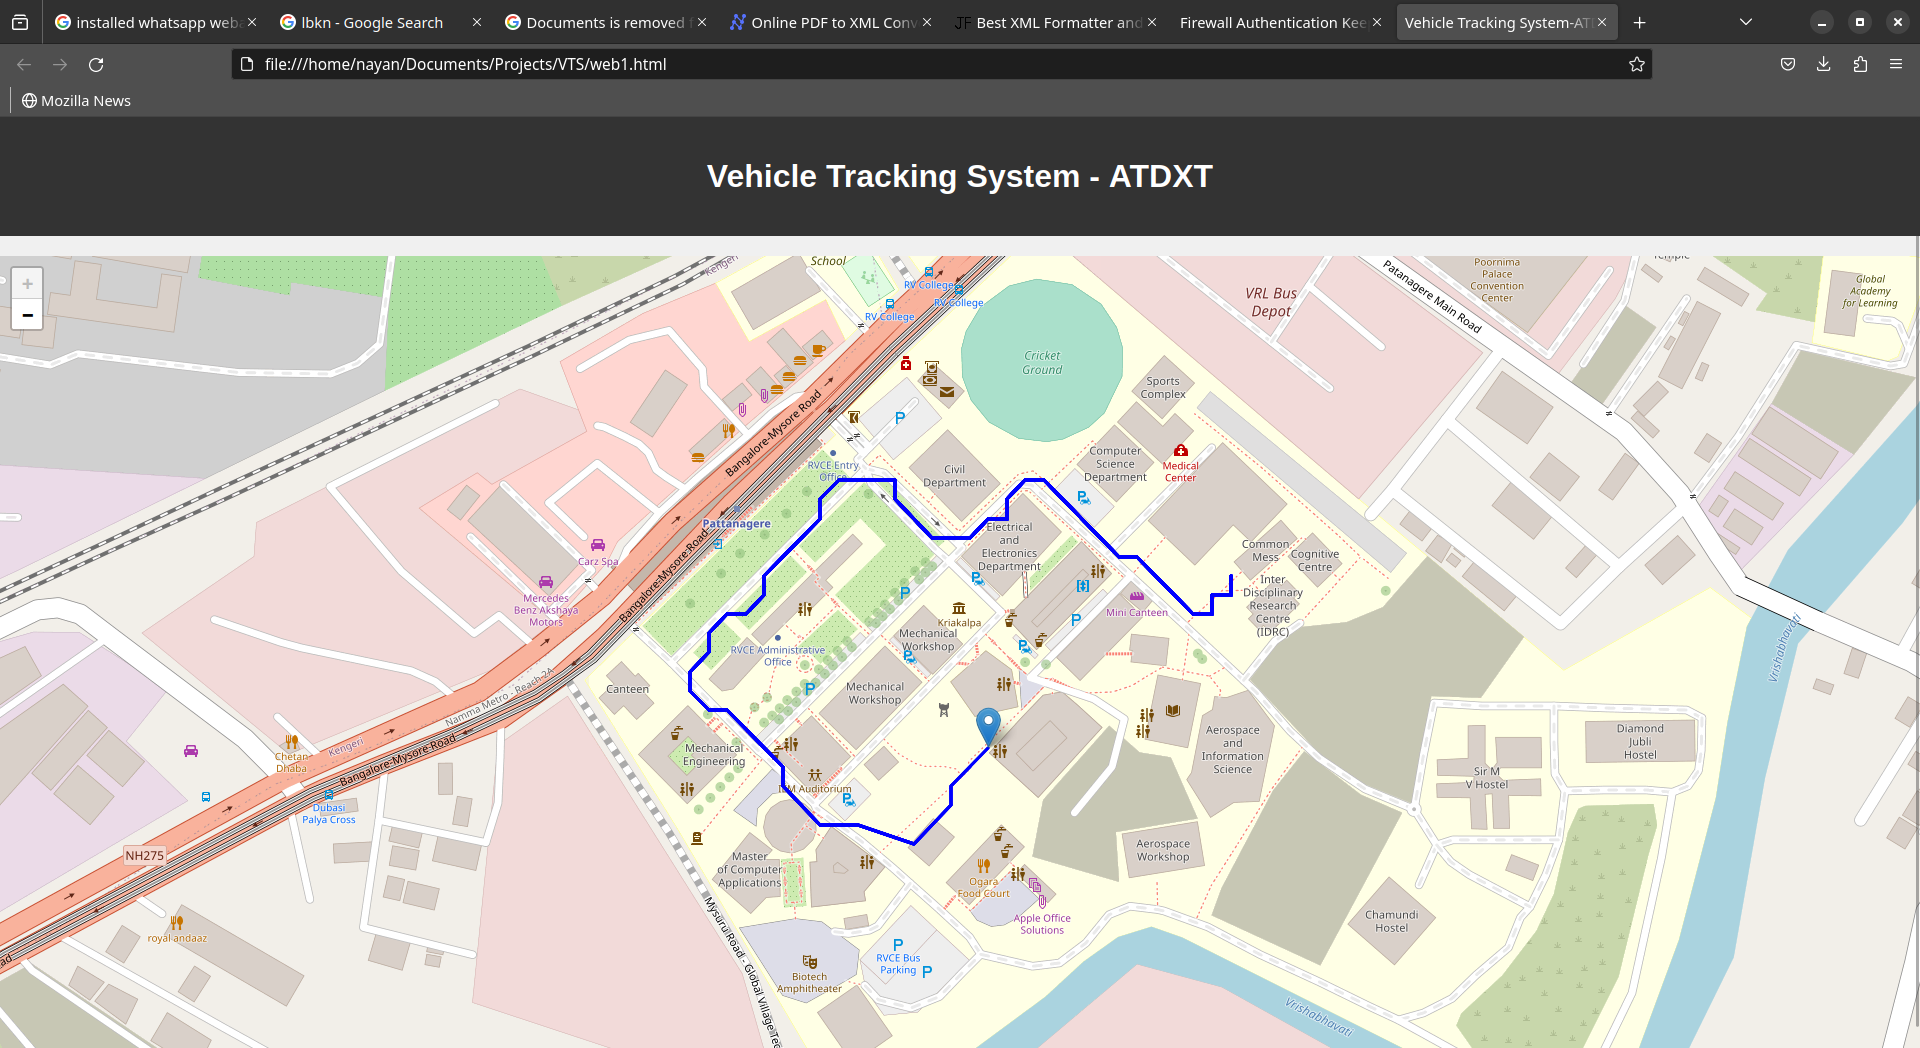 installed whatsapp web
lbkn - Google Search
Documents is removed f
Online PDF to XML Conv
JF
Best XML Formatter and
Firewall Authentication Kee
Vehicle Tracking System-AT
file:///home/nayan/Documents/Projects/VTS/web1.html
Mozilla News
Vehicle Tracking System - ATDXT
+
-
School
Kengeri
RV College
RV College
RV College
Cricket
Ground
VRL Bus
Depot
Patanagere Main Road
Poornima
Palace
Convention
Center
Temple
Global
Academy
for Learning
Sports
Complex
Bangalore-Mysore Road
P
RVCE Entry
Office
Civil
Department
Computer
Science
Department
Medical
Center
Pattanagere
Bangalore-Mysore-Road
Carz Spa
Mercedes
Benz Akshaya
Motors
Electrical
and
Electronics
Department
Common
Mess
Cognitive
Centre
Inter
Disciplinary
Research
Centre
(IDRC)
Mini Canteen
P
P
Kriakalpa
Mechanical
Workshop
RVCE Administrative
Office
P
Mechanical
Workshop
Canteen
Namma Metro - Reach 2A
Kengeri
Bangalore-Mysore-Road
Chetan
Dhaba
Dubasi
Palya Cross
NH275
royal andaaz
Mechanical
Engineering
IEM Auditorium
Master
of Computer
Applications
Aerospace
and
Information
Science
Aerospace
Workshop
Ogara
Food Court
Apple Office
Solutions
Sir M
V Hostel
Diamond
Jubli
Hostel
Chamundi
Hostel
Vrishabhavati
Vrishabhavati
P
RVCE Bus
Parking
P
Biotech
Amphitheater
Mysuru Road - Global Village Tec